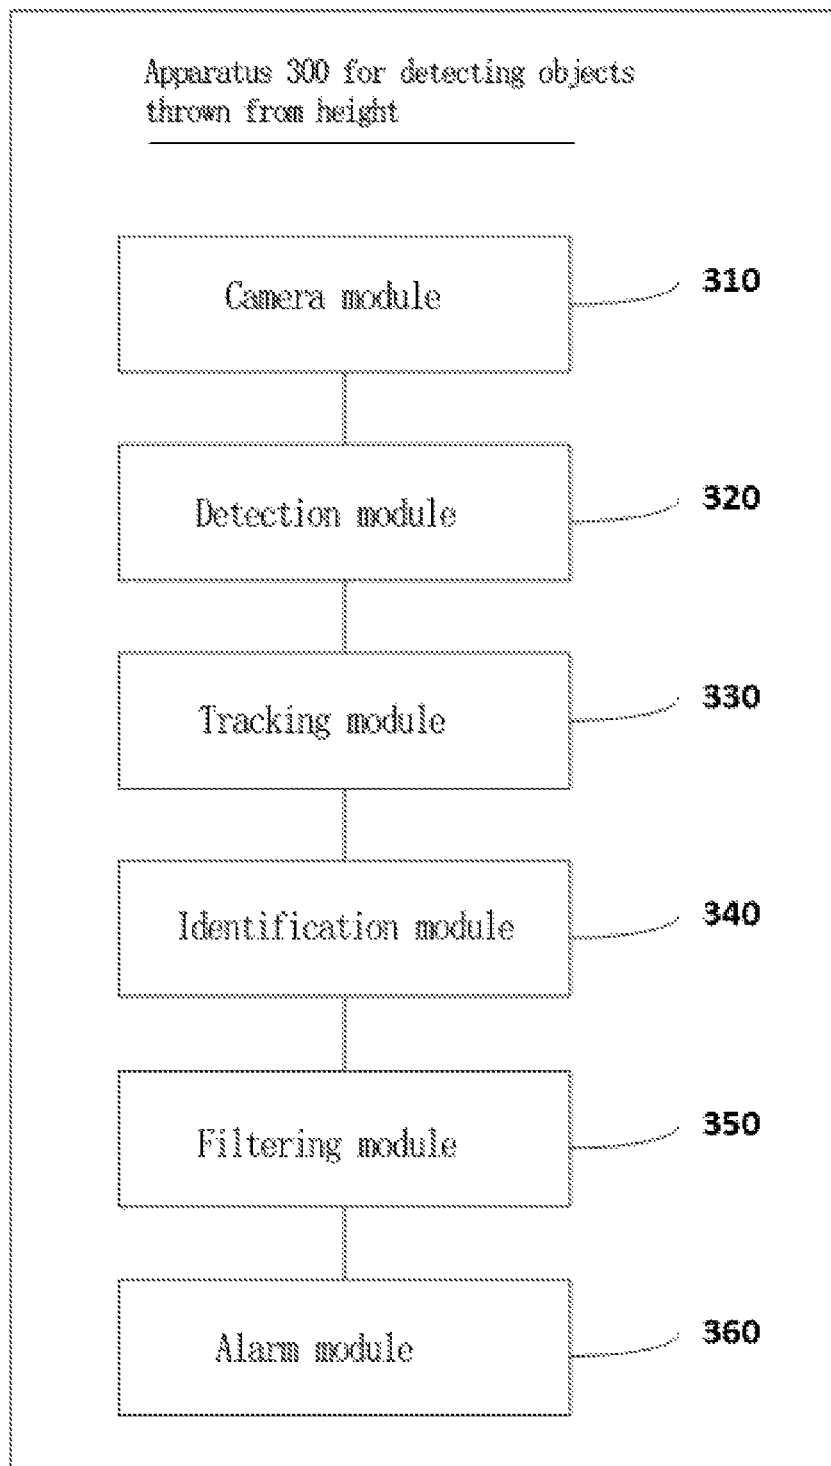 Apparatus 300 for detecting objects
thrown from height
Camera module
310
Detection module
320
Tracking module
330
Identification module
340
Filtering module
350
Alarm module
360